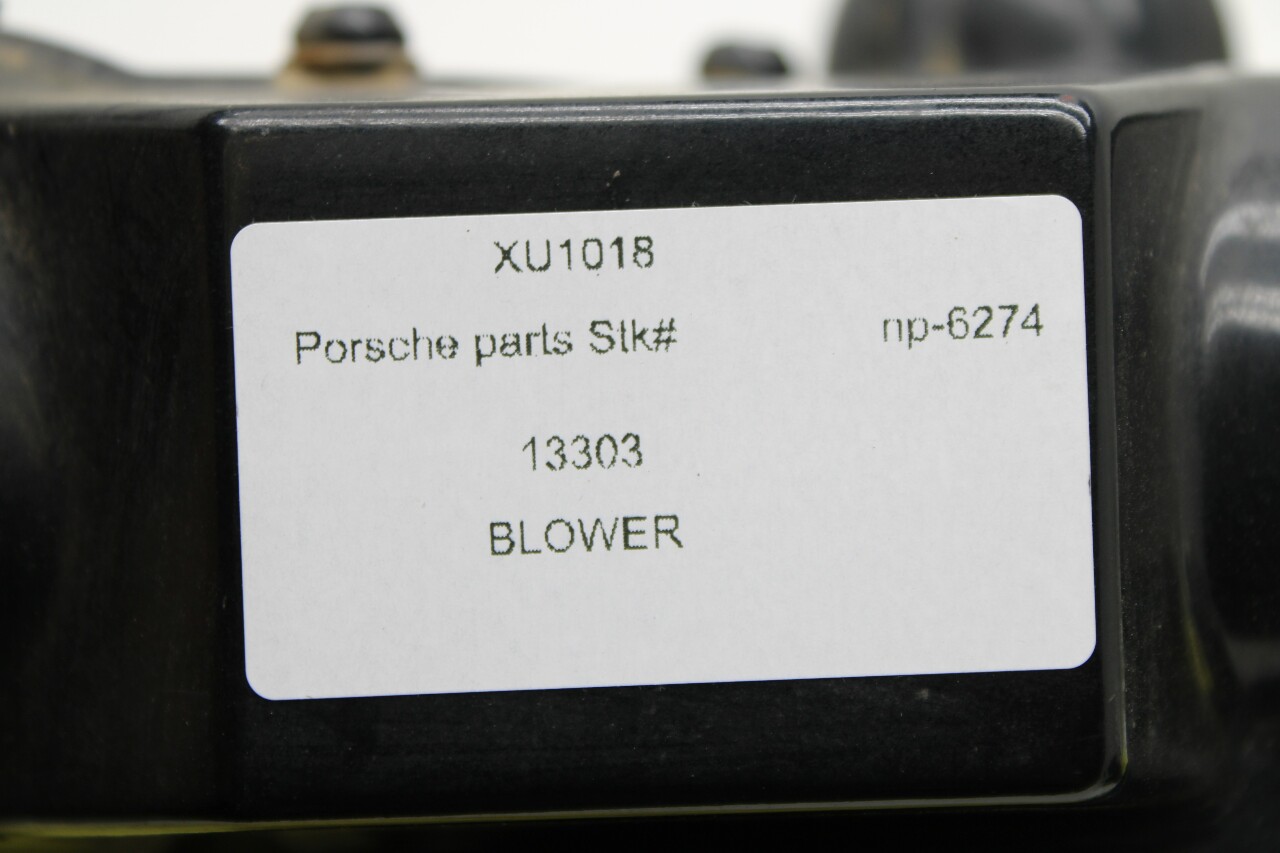 XU1018
Porsche parts Stk# np-6274
13303
BLOWER